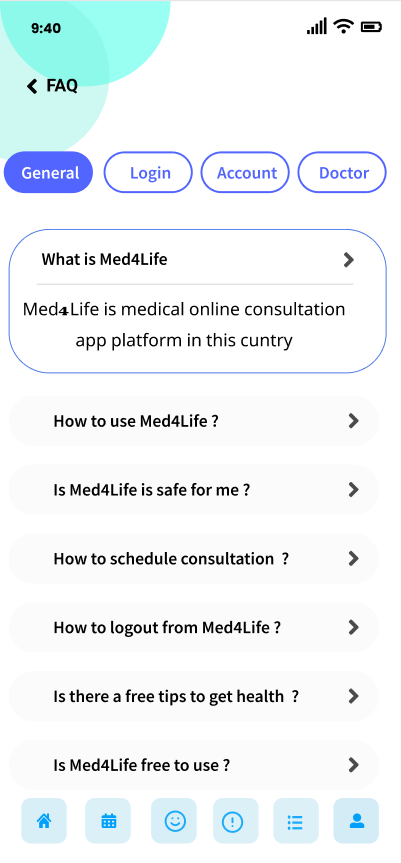 9:40
FAQ
General Login Account Doctor
What is Med4Life
Med4Life is medical online consultation
app platform in this cuntry
How to use Med4Life ?
Is Med4Life is safe for me ?
How to schedule consultation  ?
How to logout from Med4Life ?
Is there a free tips to get health  ?
Is Med4Life free to use ?